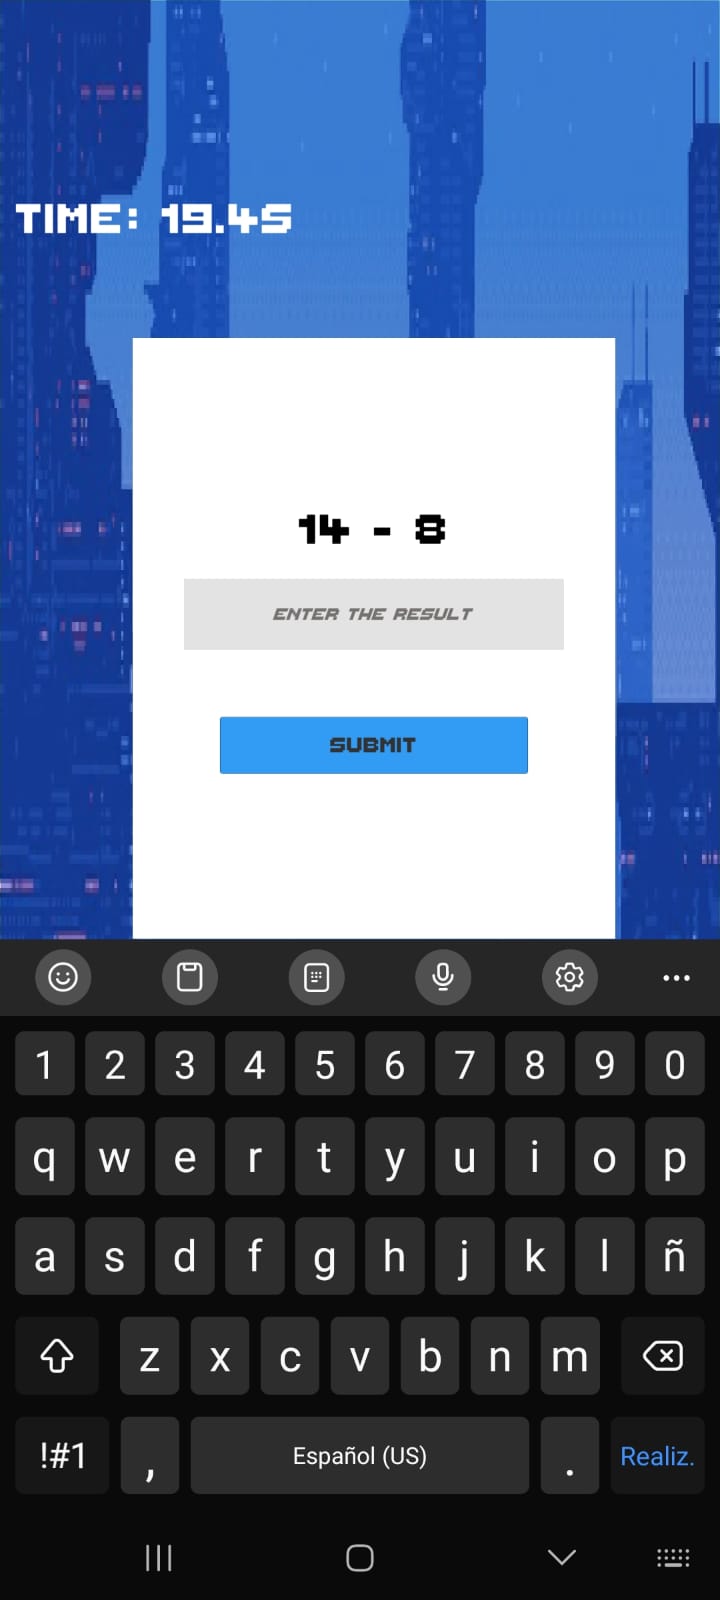 TIME: 19.4S
14 - 8
ENTER THE RESULT
SUBMIT
1 2 3 4 5 6 7 8 9 0
q w e r t y u i o p
a s d f g h j k l ñ
z x c v b n m
!#1 , Español (US) . Realiz.